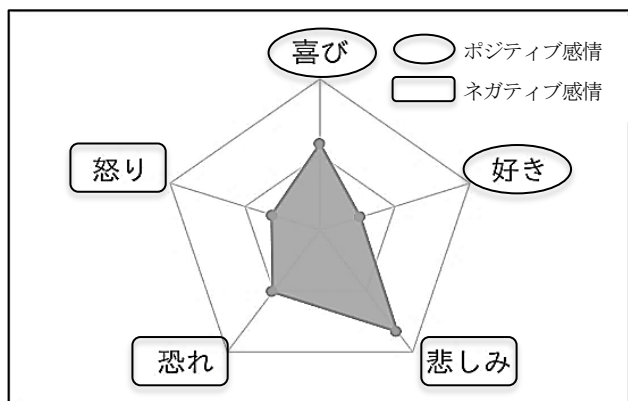 喜び
ポジティブ感情
ネガティブ感情
怒り
好き
恐れ
悲しみ